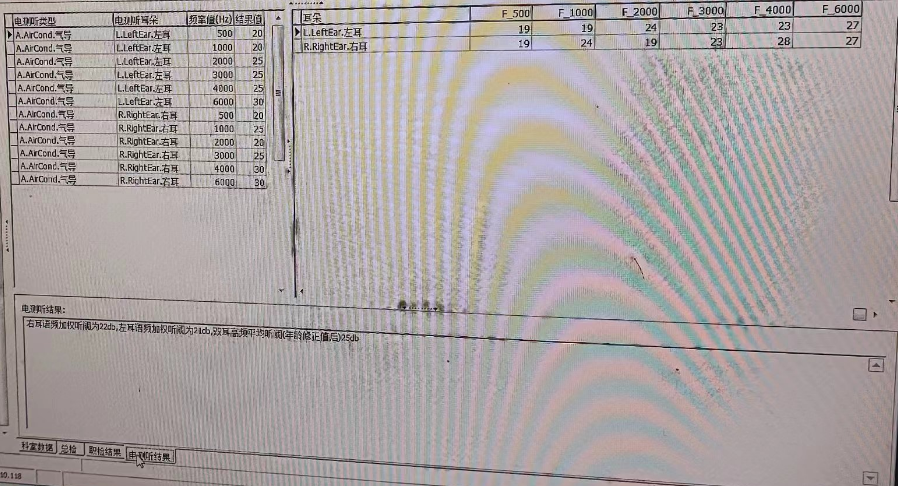 电测听类型 电测听耳朵 频率值(Hz) 结果值
A.AirCond.气导 L.LeftEar.左耳 500 20
A.AirCond.气导 L.LeftEar.左耳 1000 20
A.AirCond.气导 L.LeftEar.左耳 2000 25
A.AirCond.气导 L.LeftEar.左耳 3000 25
A.AirCond.气导 L.LeftEar.左耳 4000 25
A.AirCond.气导 L.LeftEar.左耳 6000 30
A.AirCond.气导 R.RightEar.右耳 500 20
A.AirCond.气导 R.RightEar.右耳 1000 25
A.AirCond.气导 R.RightEar.右耳 2000 20
A.AirCond.气导 R.RightEar.右耳 3000 25
A.AirCond.气导 R.RightEar.右耳 4000 30
A.AirCond.气导 R.RightEar.右耳 6000 30
耳朵 F_500 F_1000 F_2000 F_3000 F_4000 F_6000
L.LeftEar.左耳 19 19 24 23 23 27
R.RightEar.右耳 19 24 19 23 28 27
电测听结果:
右耳语频加权听阈为22db,左耳语频加权听阈为21db,双耳高频平均听阈(年龄修正值后)25db
科室数据 总检 职检结果 电测听结果